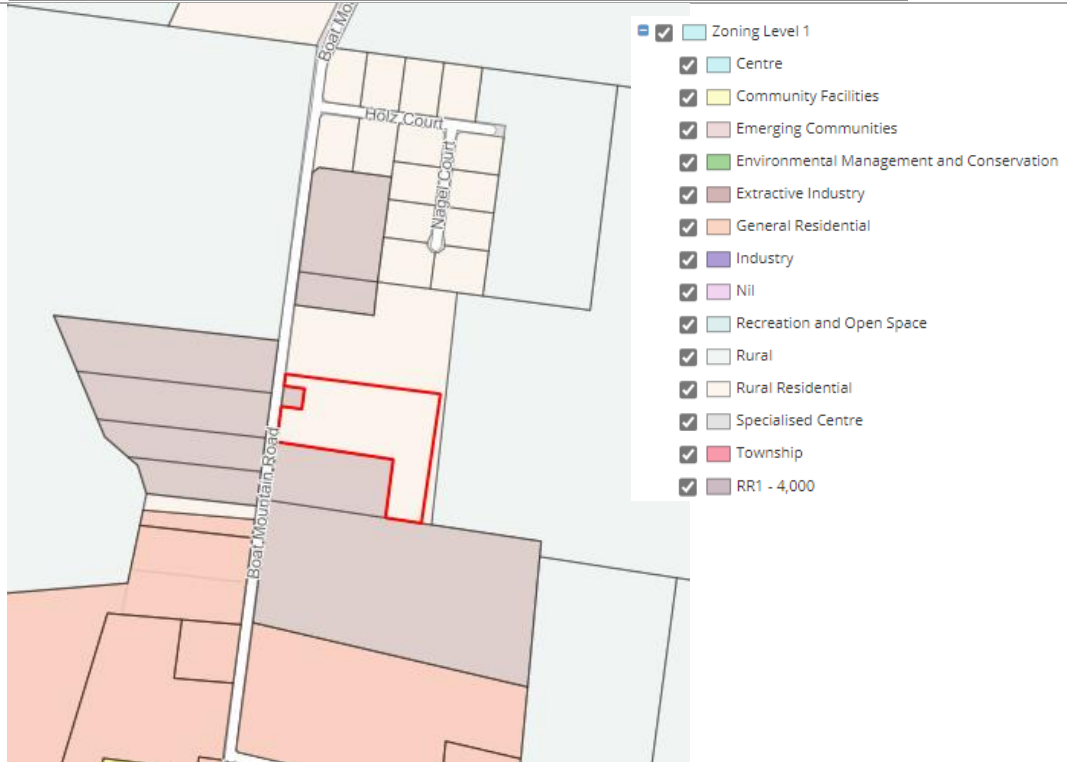 Boat Mo
Holz Court
Nagel Court
Boat Mountain Road
Boat Mountain Road
Zoning Level 1
Centre
Community Facilities
Emerging Communities
Environmental Management and Conservation
Extractive Industry
General Residential
Industry
Nil
Recreation and Open Space
Rural
Rural Residential
Specialised Centre
Township
RR1 - 4,000